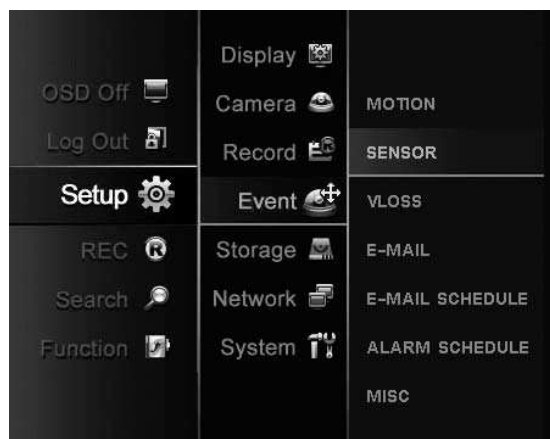 OSD Off
Log Out
Setup
REC
Search
Function
Display
Camera
Record
Event
Storage
Network
System
MOTION
SENSOR
VLOSS
E-MAIL
E-MAIL SCHEDULE
ALARM SCHEDULE
MISC